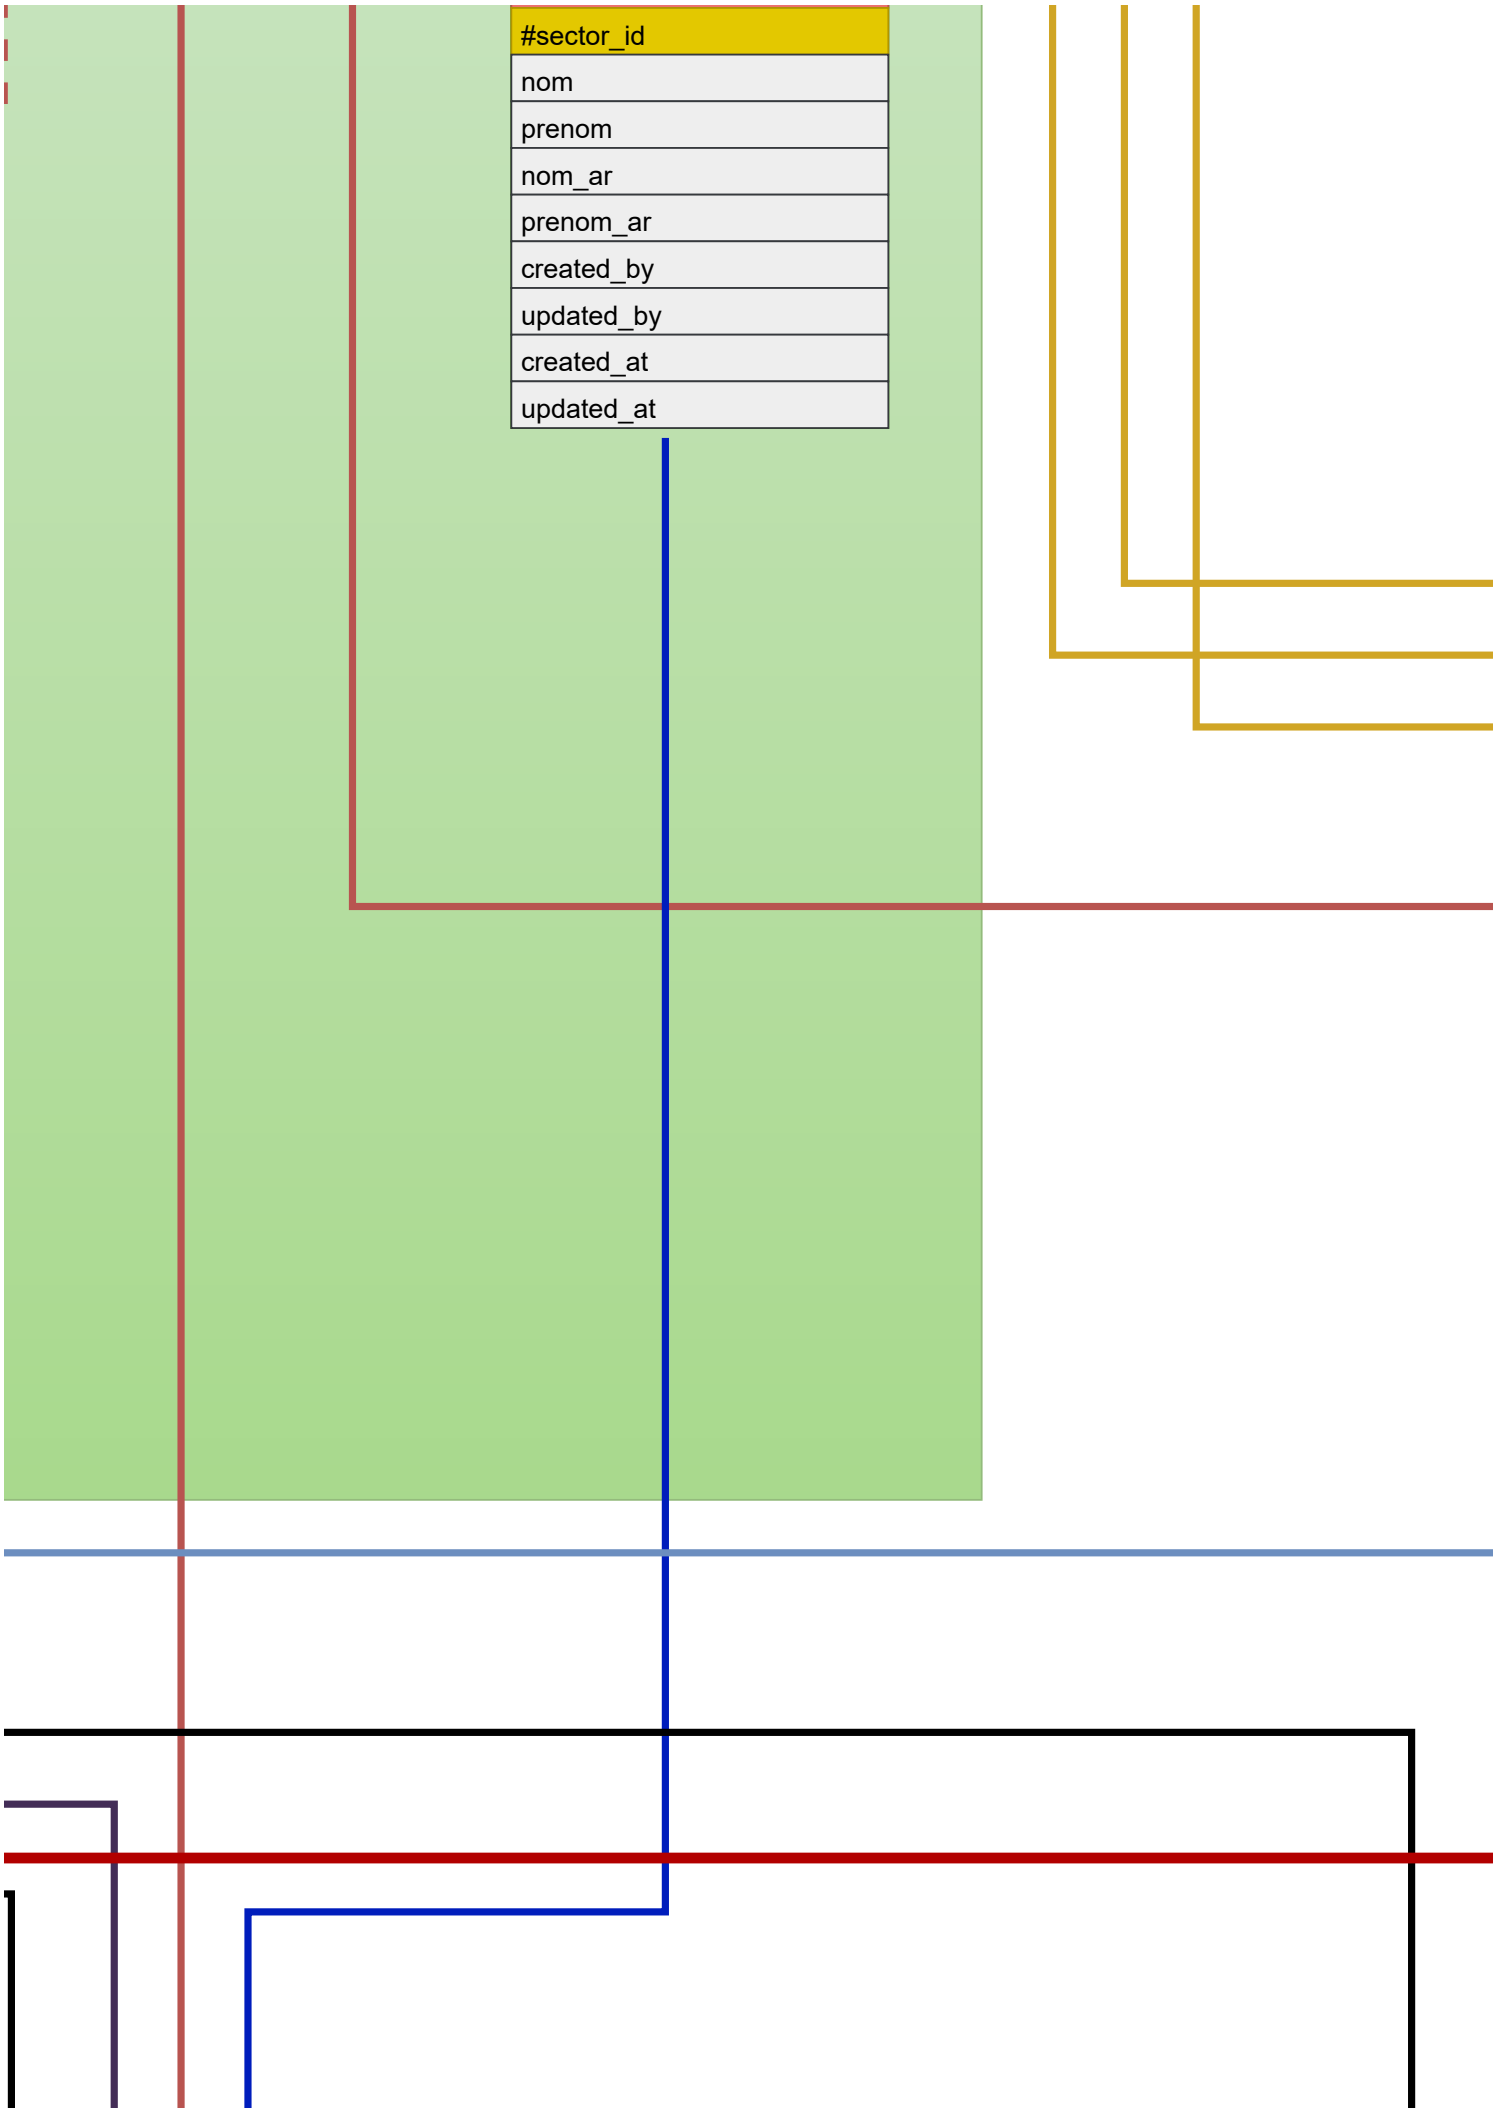 #sector_id
nom
prenom
nom_ar
prenom_ar
created_by
updated_by
created_at
updated_at